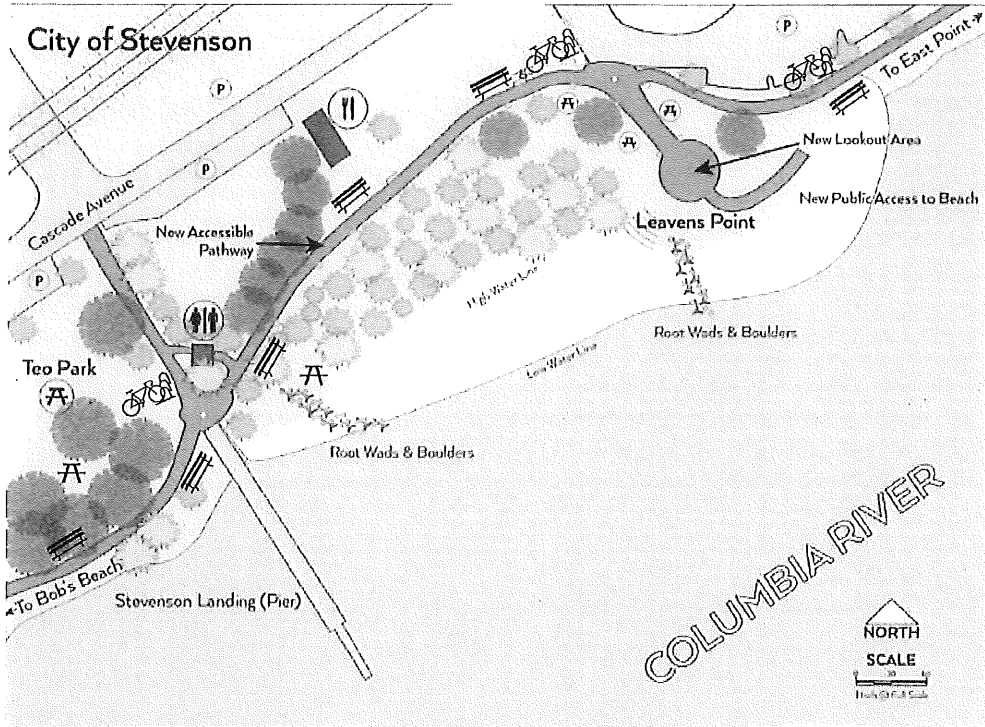 City of Stevenson
P
P
P
P
To East Point
New Lookout Area
Cascade Avenue
New Accessible
Pathway
New Public Access to Beach
Leavens Point
High Water Line
Root Wads & Boulders
Low Water Line
Teo Park
Root Wads & Boulders
To Bob's Beach
Stevenson Landing (Pier)
COLUMBIA RIVER
NORTH
SCALE
0